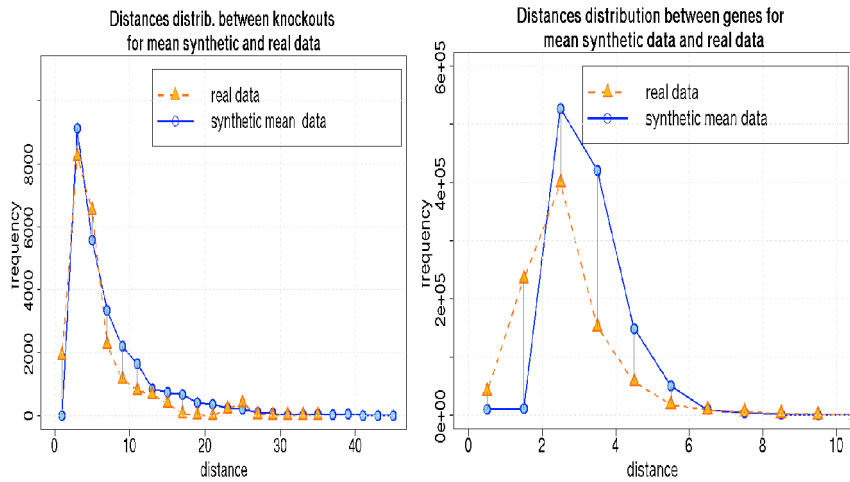 Distances distrib. between knockouts
for mean synthetic and real data
real data
synthetic mean data
frequency
8000
6000
4000
2000
0
0
10
20
30
40
distance
Distances distribution between genes for
mean synthetic data and real data
real data
synthetic mean data
frequency
6e+05
4e+05
2e+05
0e+00
0
2
4
6
8
10
distance